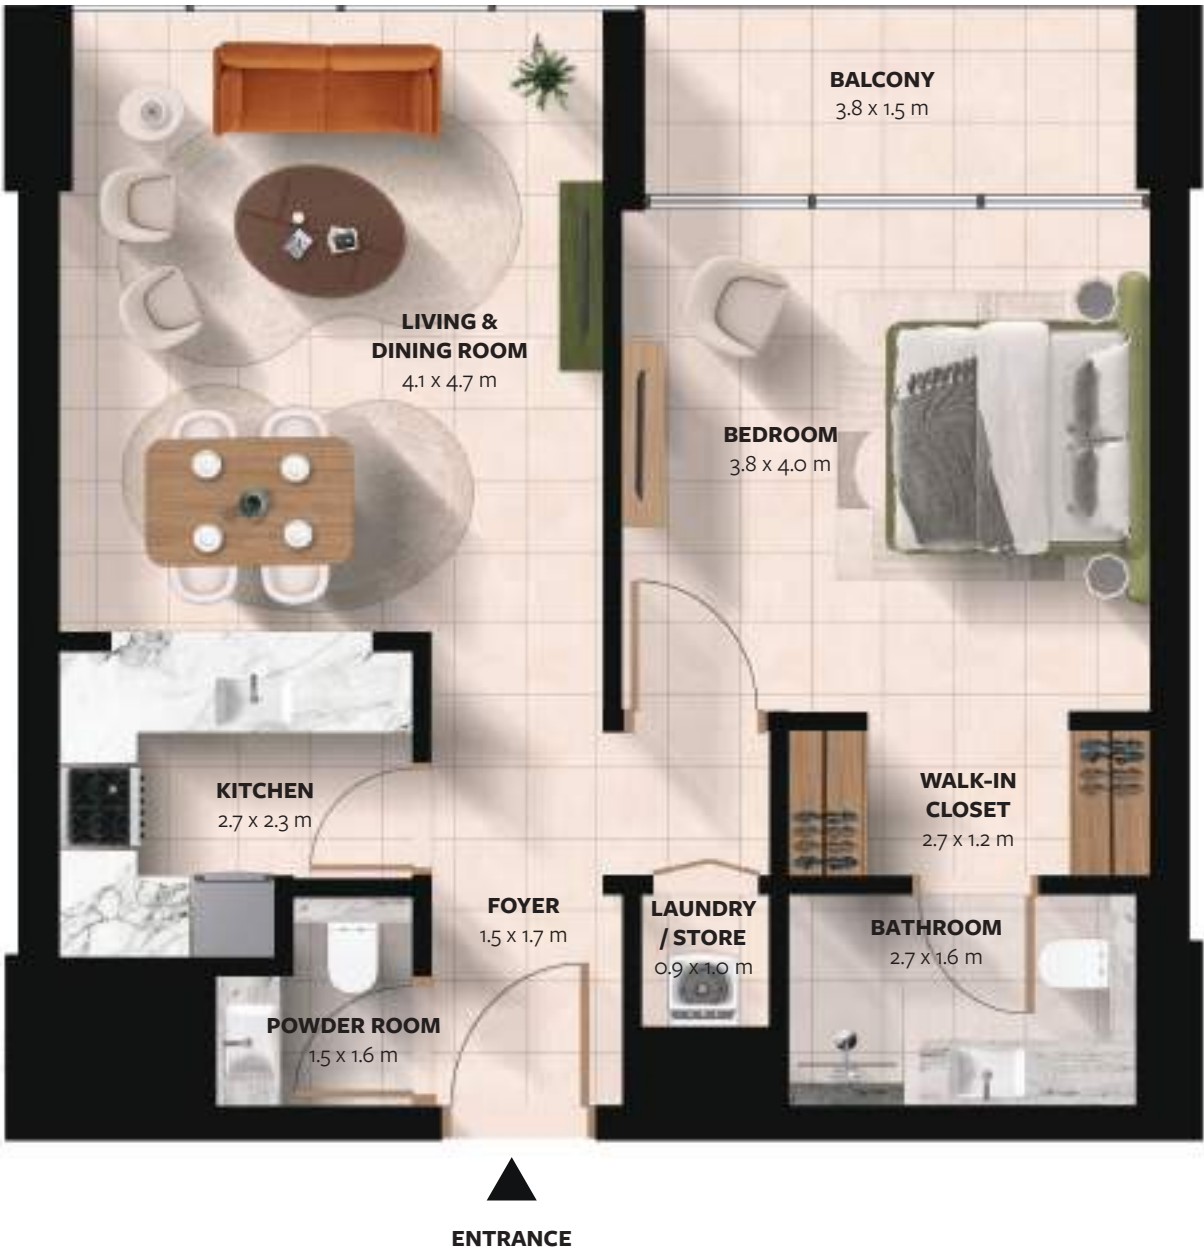 BALCONY
3.8 x 1.5 m
LIVING &
DINING ROOM
4.1 x 4.7 m
BEDROOM
3.8 x 4.0 m
KITCHEN
2.7 x 2.3 m
WALK-IN
CLOSET
2.7 x 1.2 m
FOYER
1.5 x 1.7 m
LAUNDRY
/ STORE
0.9 x 1.0 m
BATHROOM
2.7 x 1.6 m
POWDER ROOM
1.5 x 1.6 m
ENTRANCE